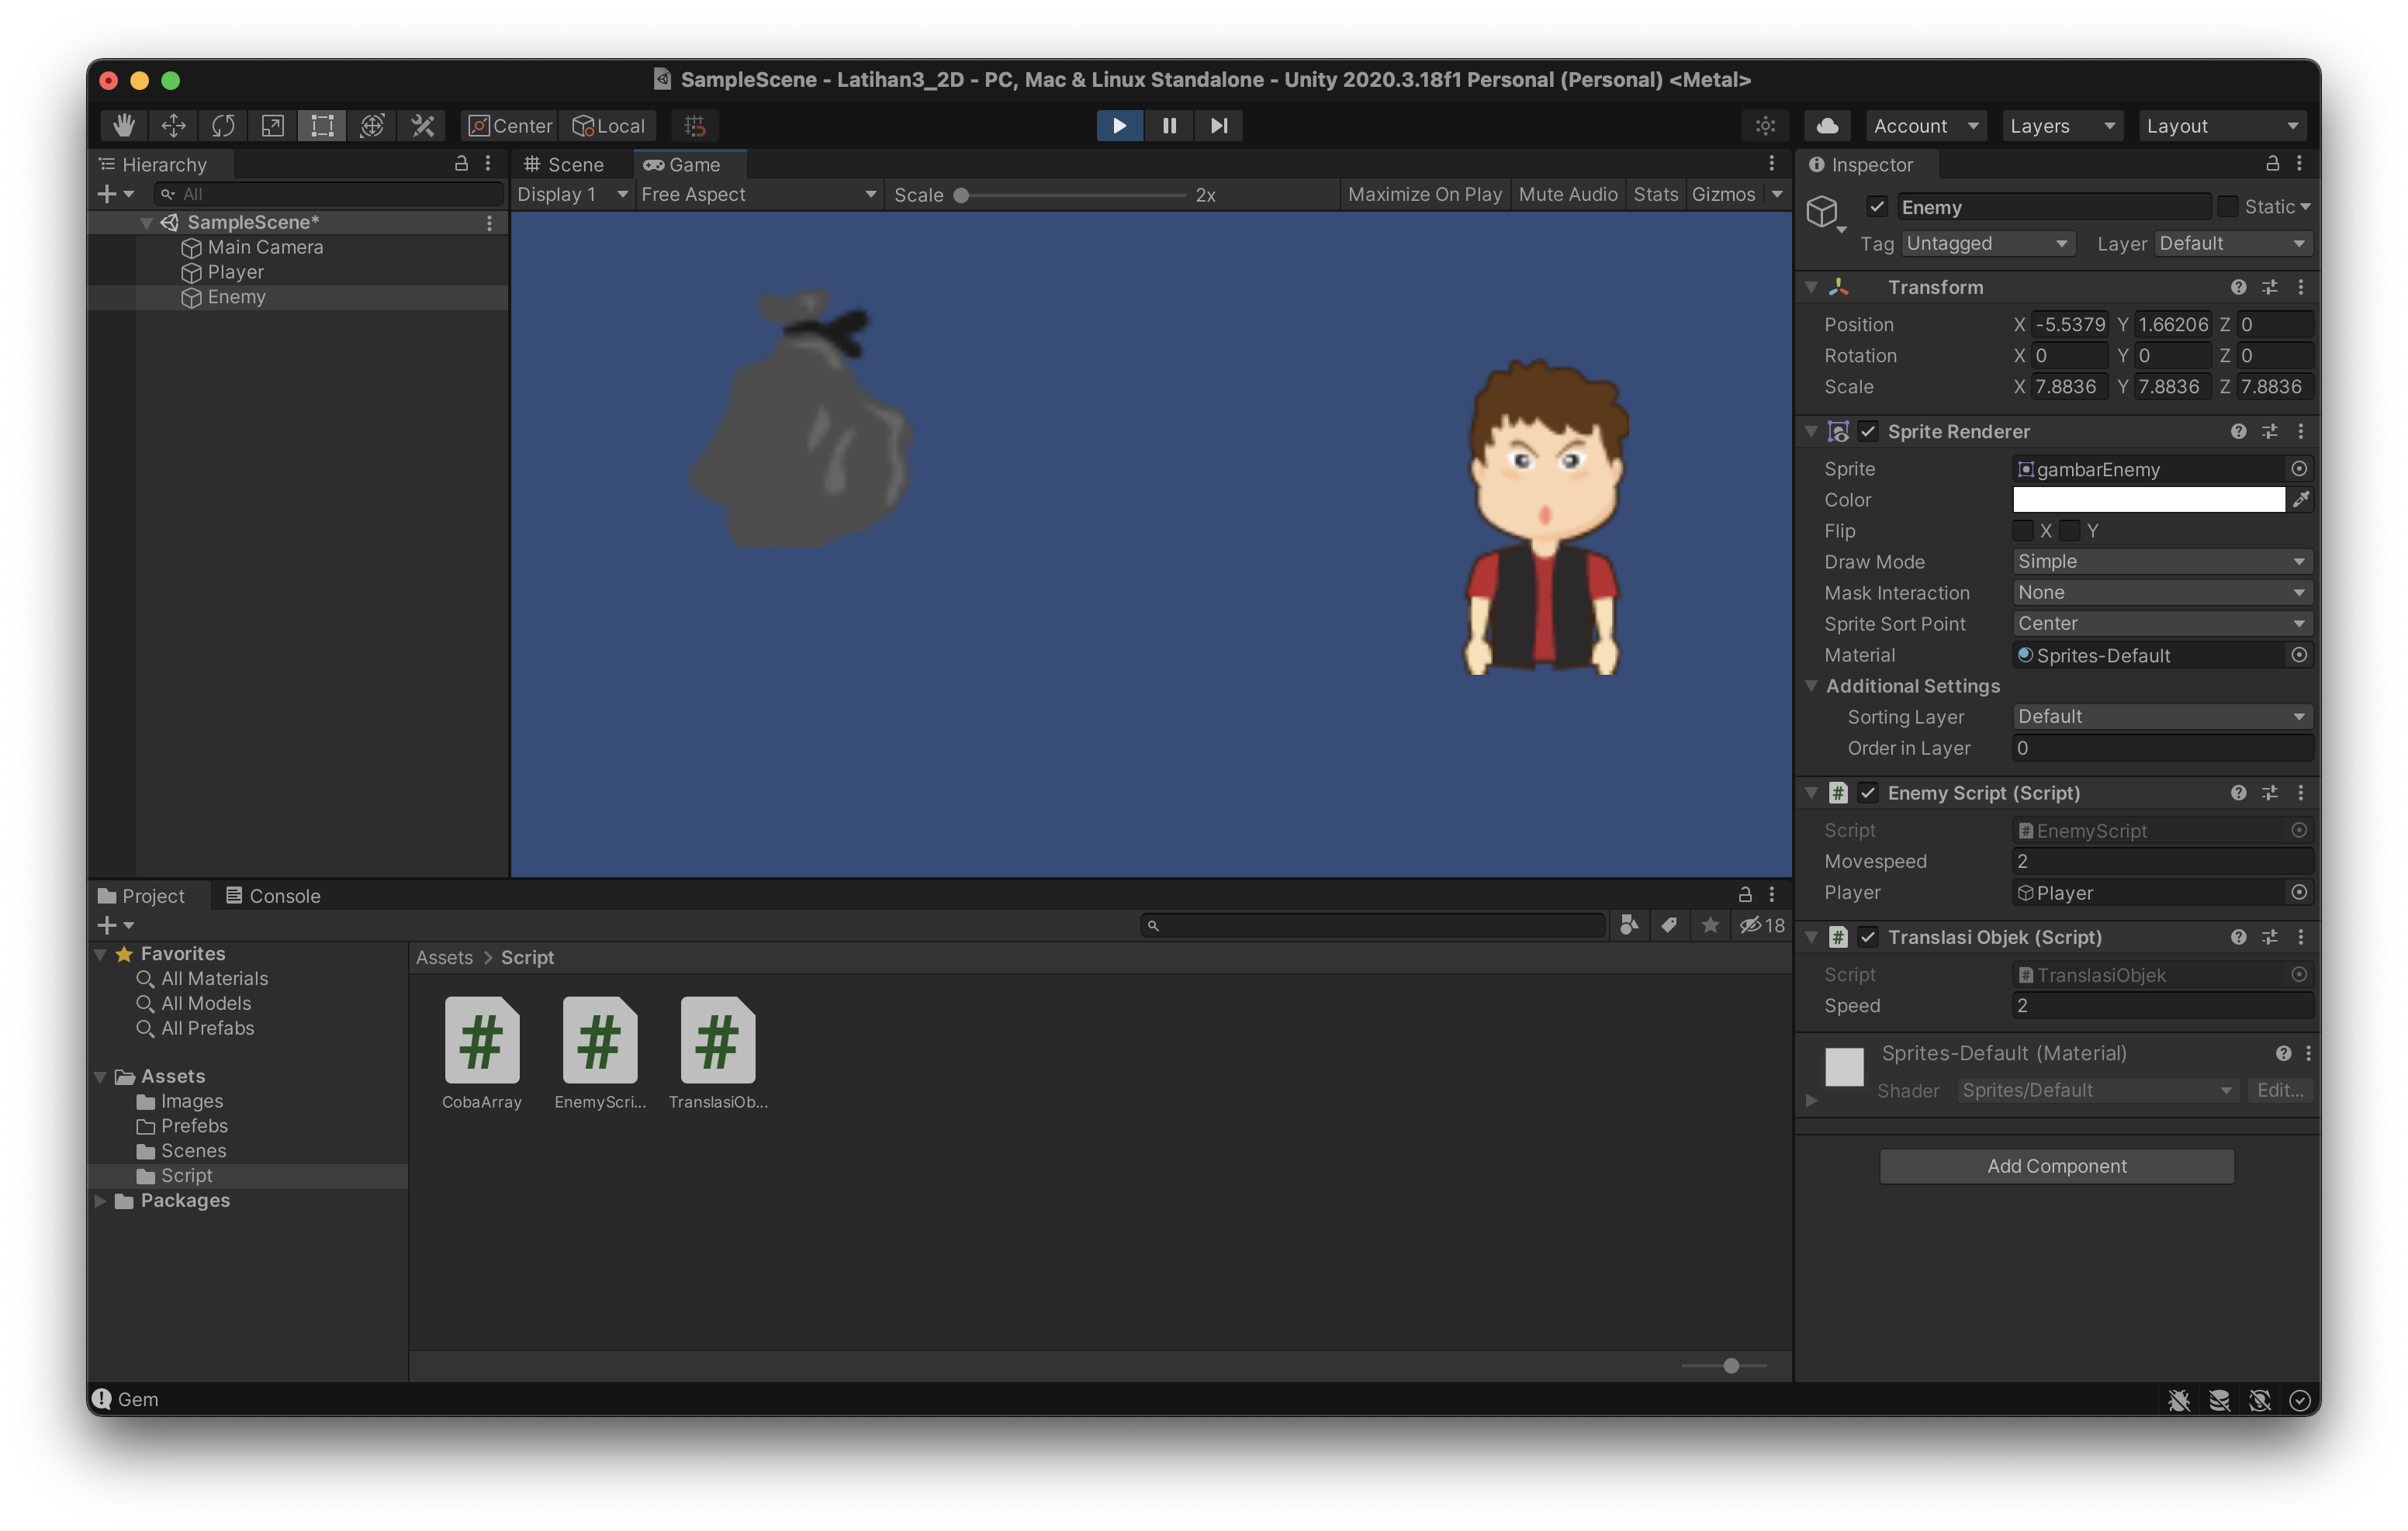 SampleScene - Latihan3_2D - PC, Mac & Linux Standalone - Unity 2020.3.18f1 Personal (Personal) <Metal>
Center Local Account Layers Layout
Hierarchy
All
SampleScene*
Main Camera
Player
Enemy
Scene Game
Display 1 Free Aspect Scale 2x Maximize On Play Mute Audio Stats Gizmos
Inspector
Enemy Static
Tag Untagged Layer Default
Transform
Position X -5.5379 Y 1.66206 Z 0
Rotation X 0 Y 0 Z 0
Scale X 7.8836 Y 7.8836 Z 7.8836
Sprite Renderer
Sprite gambarEnemy
Color
Flip X Y
Draw Mode Simple
Mask Interaction None
Sprite Sort Point Center
Material Sprites-Default
Additional Settings
Sorting Layer Default
Order in Layer 0
# Enemy Script (Script)
Script # EnemyScript
Movespeed 2
Player Player
# Translasi Objek (Script)
Script # TranslasiObjek
Speed 2
Sprites-Default (Material)
Shader Sprites/Default Edit...
Add Component
Project Console
18
Favorites
All Materials
All Models
All Prefabs
Assets
Images
Prefebs
Scenes
Script
Packages
Assets > Script
# # #
CobaArray EnemyScri... TranslasiOb...
Gem